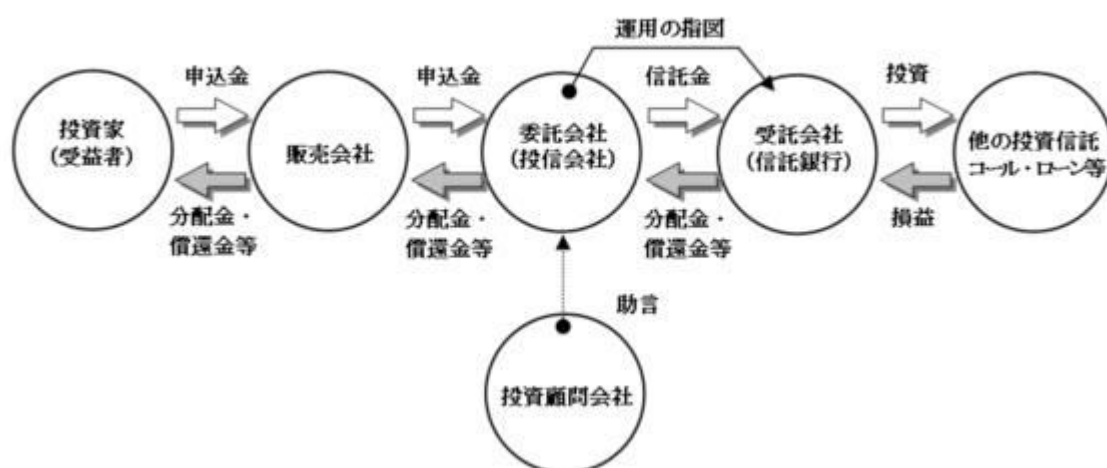 運用の指図
申込金
申込金
信託金
投資
投資家
(受益者)
販売会社
委託会社
(投信会社)
受託会社
(信託銀行)
他の投資信託
コール・ローン等
分配金・
償還金等
分配金・
償還金等
分配金・
償還金等
損益
助言
投資顧問会社